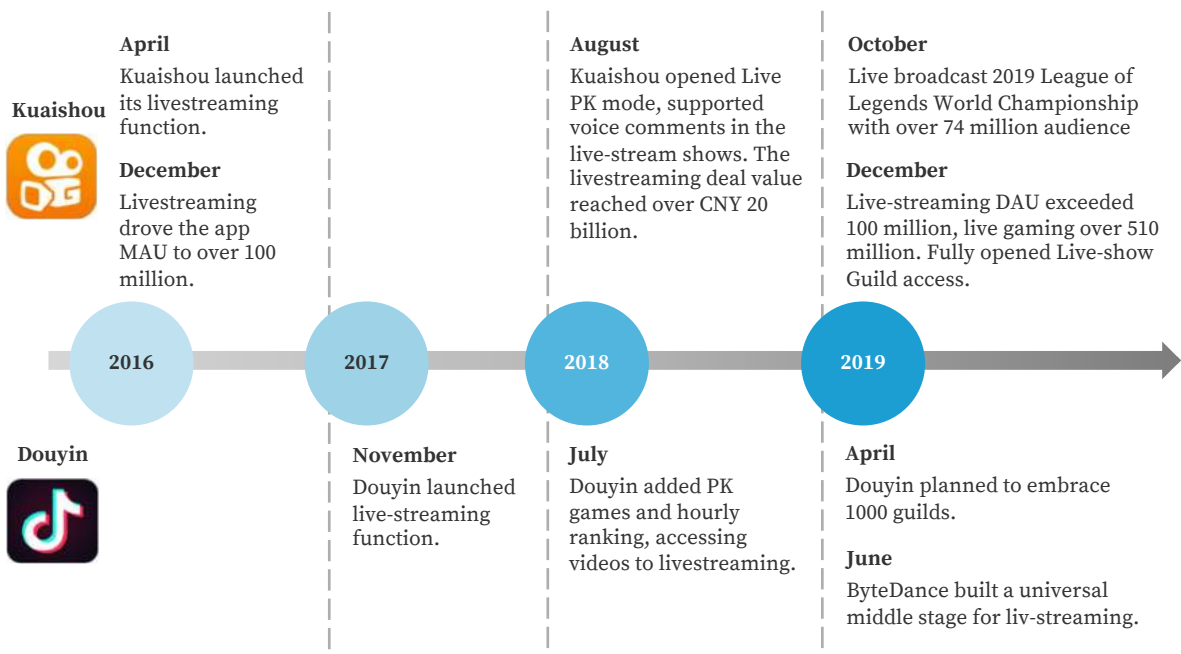 Kuaishou
April
Kuaishou launched
its livestreaming
function.
December
Livestreaming
drove the app
MAU to over 100
million.
August
Kuaishou opened Live
PK mode, supported
voice comments in the
live-stream shows. The
livestreaming deal value
reached over CNY 20
billion.
October
Live broadcast 2019 League of
Legends World Championship
with over 74 million audience
December
Live-streaming DAU exceeded
100 million, live gaming over 510
million. Fully opened Live-show
Guild access.
2016
2017
2018
2019
Douyin
November
Douyin launched
live-streaming
function.
July
Douyin added PK
games and hourly
ranking, accessing
videos to livestreaming.
April
Douyin planned to embrace
1000 guilds.
June
ByteDance built a universal
middle stage for liv-streaming.